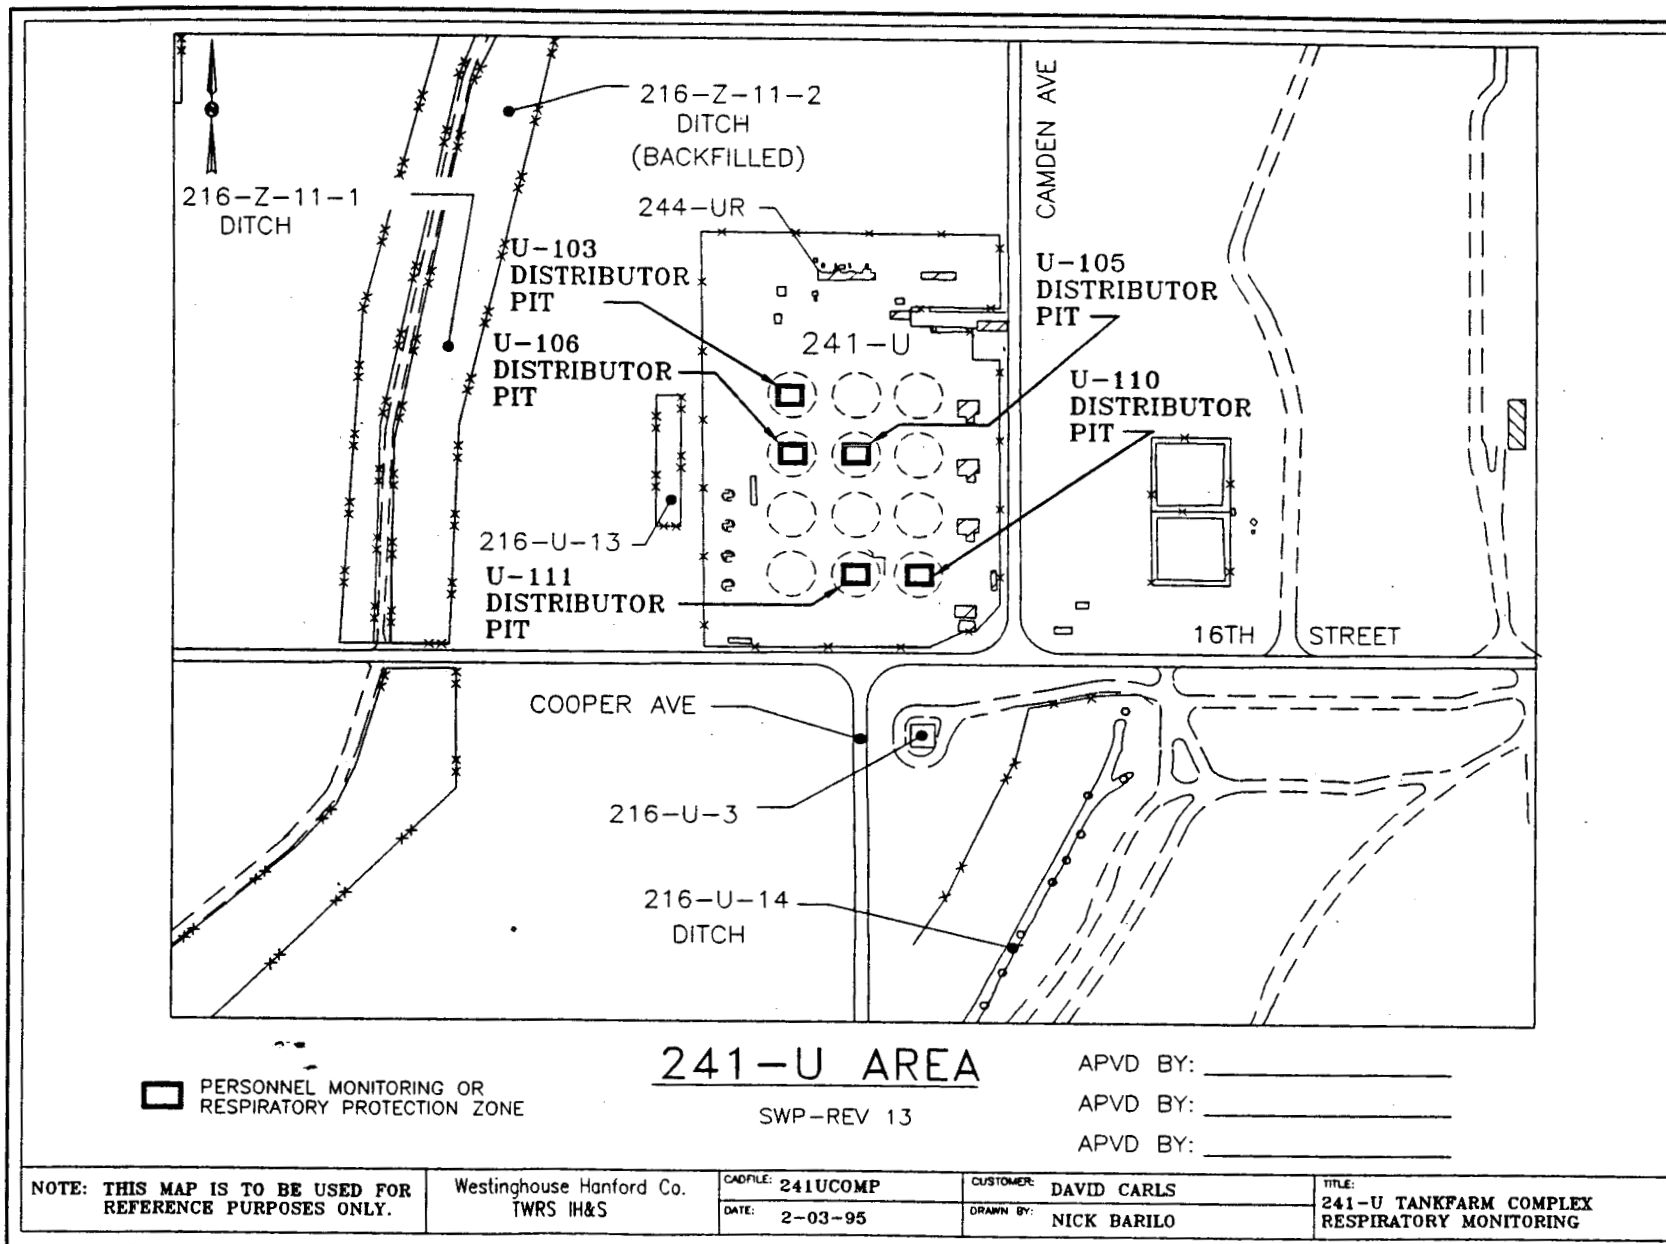 216-Z-11-2
DITCH
(BACKFILLED)
CAMDEN AVE
216-Z-11-1
DITCH
244-UR
U-103
DISTRIBUTOR
PIT
U-105
DISTRIBUTOR
PIT
241-U
U-106
DISTRIBUTOR
PIT
U-110
DISTRIBUTOR
PIT
216-U-13
U-111
DISTRIBUTOR
PIT
16TH STREET
COOPER AVE
216-U-3
216-U-14
DITCH
PERSONNEL MONITORING OR
RESPIRATORY PROTECTION ZONE
241-U AREA
SWP-REV 13
APVD BY:
APVD BY:
APVD BY:
NOTE: THIS MAP IS TO BE USED FOR
REFERENCE PURPOSES ONLY.
Westinghouse Hanford Co.
TWRS IH&S
CADFILE: 241UCOMP
DATE: 2-03-95
CUSTOMER: DAVID CARLS
DRAWN BY: NICK BARILO
TITLE:
241-U TANKFARM COMPLEX
RESPIRATORY MONITORING